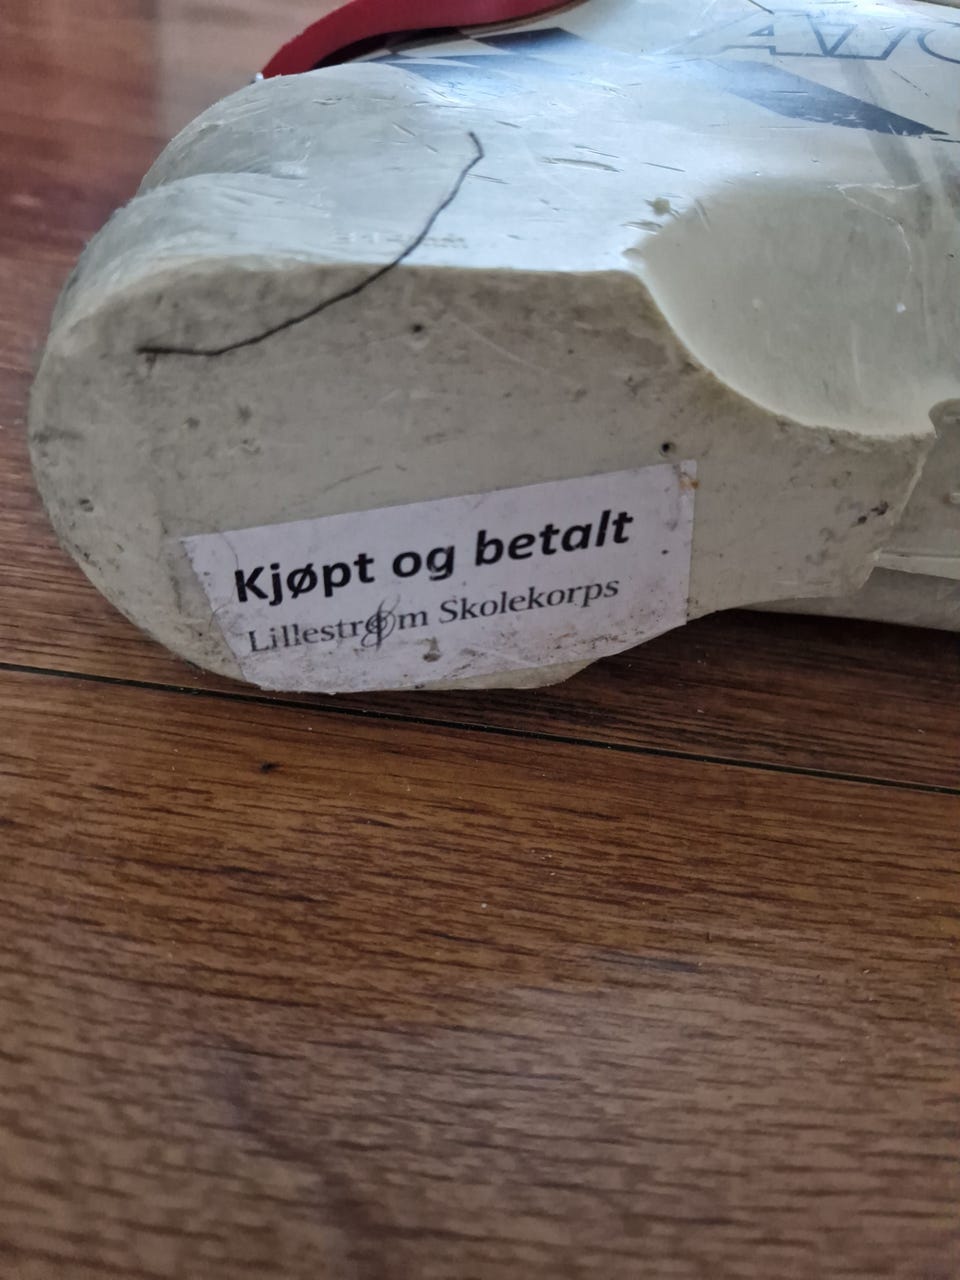 Kjøpt og betalt
Lillestrøm Skolekorps